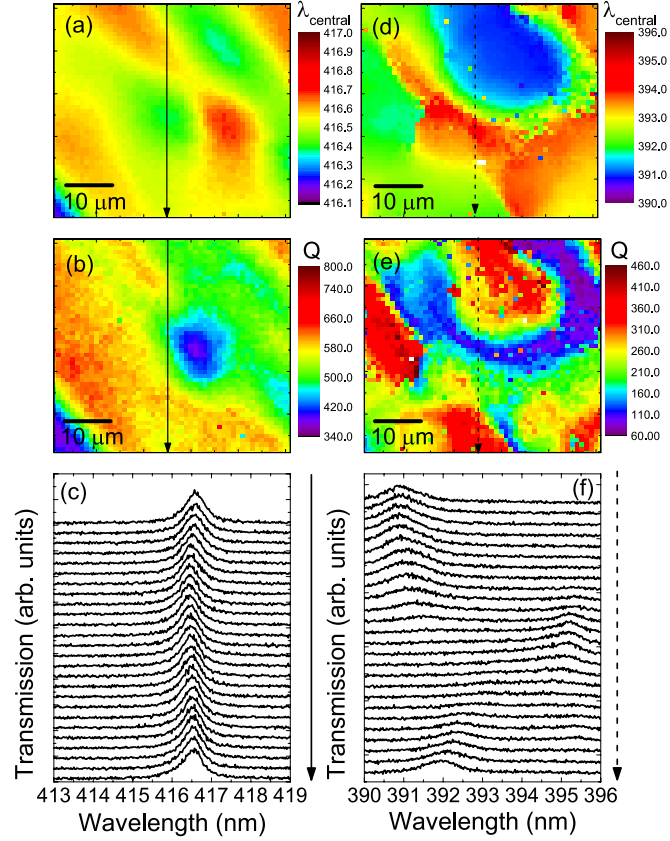 (a)
λcentral
417.0
416.9
416.8
416.7
416.6
416.5
416.4
416.3
416.2
416.1
10 µm
(d)
λcentral
396.0
395.0
394.0
393.0
392.0
391.0
390.0
10 µm
(b)
Q
800.0
740.0
660.0
580.0
500.0
420.0
340.0
10 µm
(e)
Q
460.0
410.0
360.0
310.0
260.0
210.0
160.0
110.0
60.00
10 µm
(c)
Transmission (arb. units)
413 414 415 416 417 418 419
Wavelength (nm)
(f)
Transmission (arb. units)
390 391 392 393 394 395 396
Wavelength (nm)